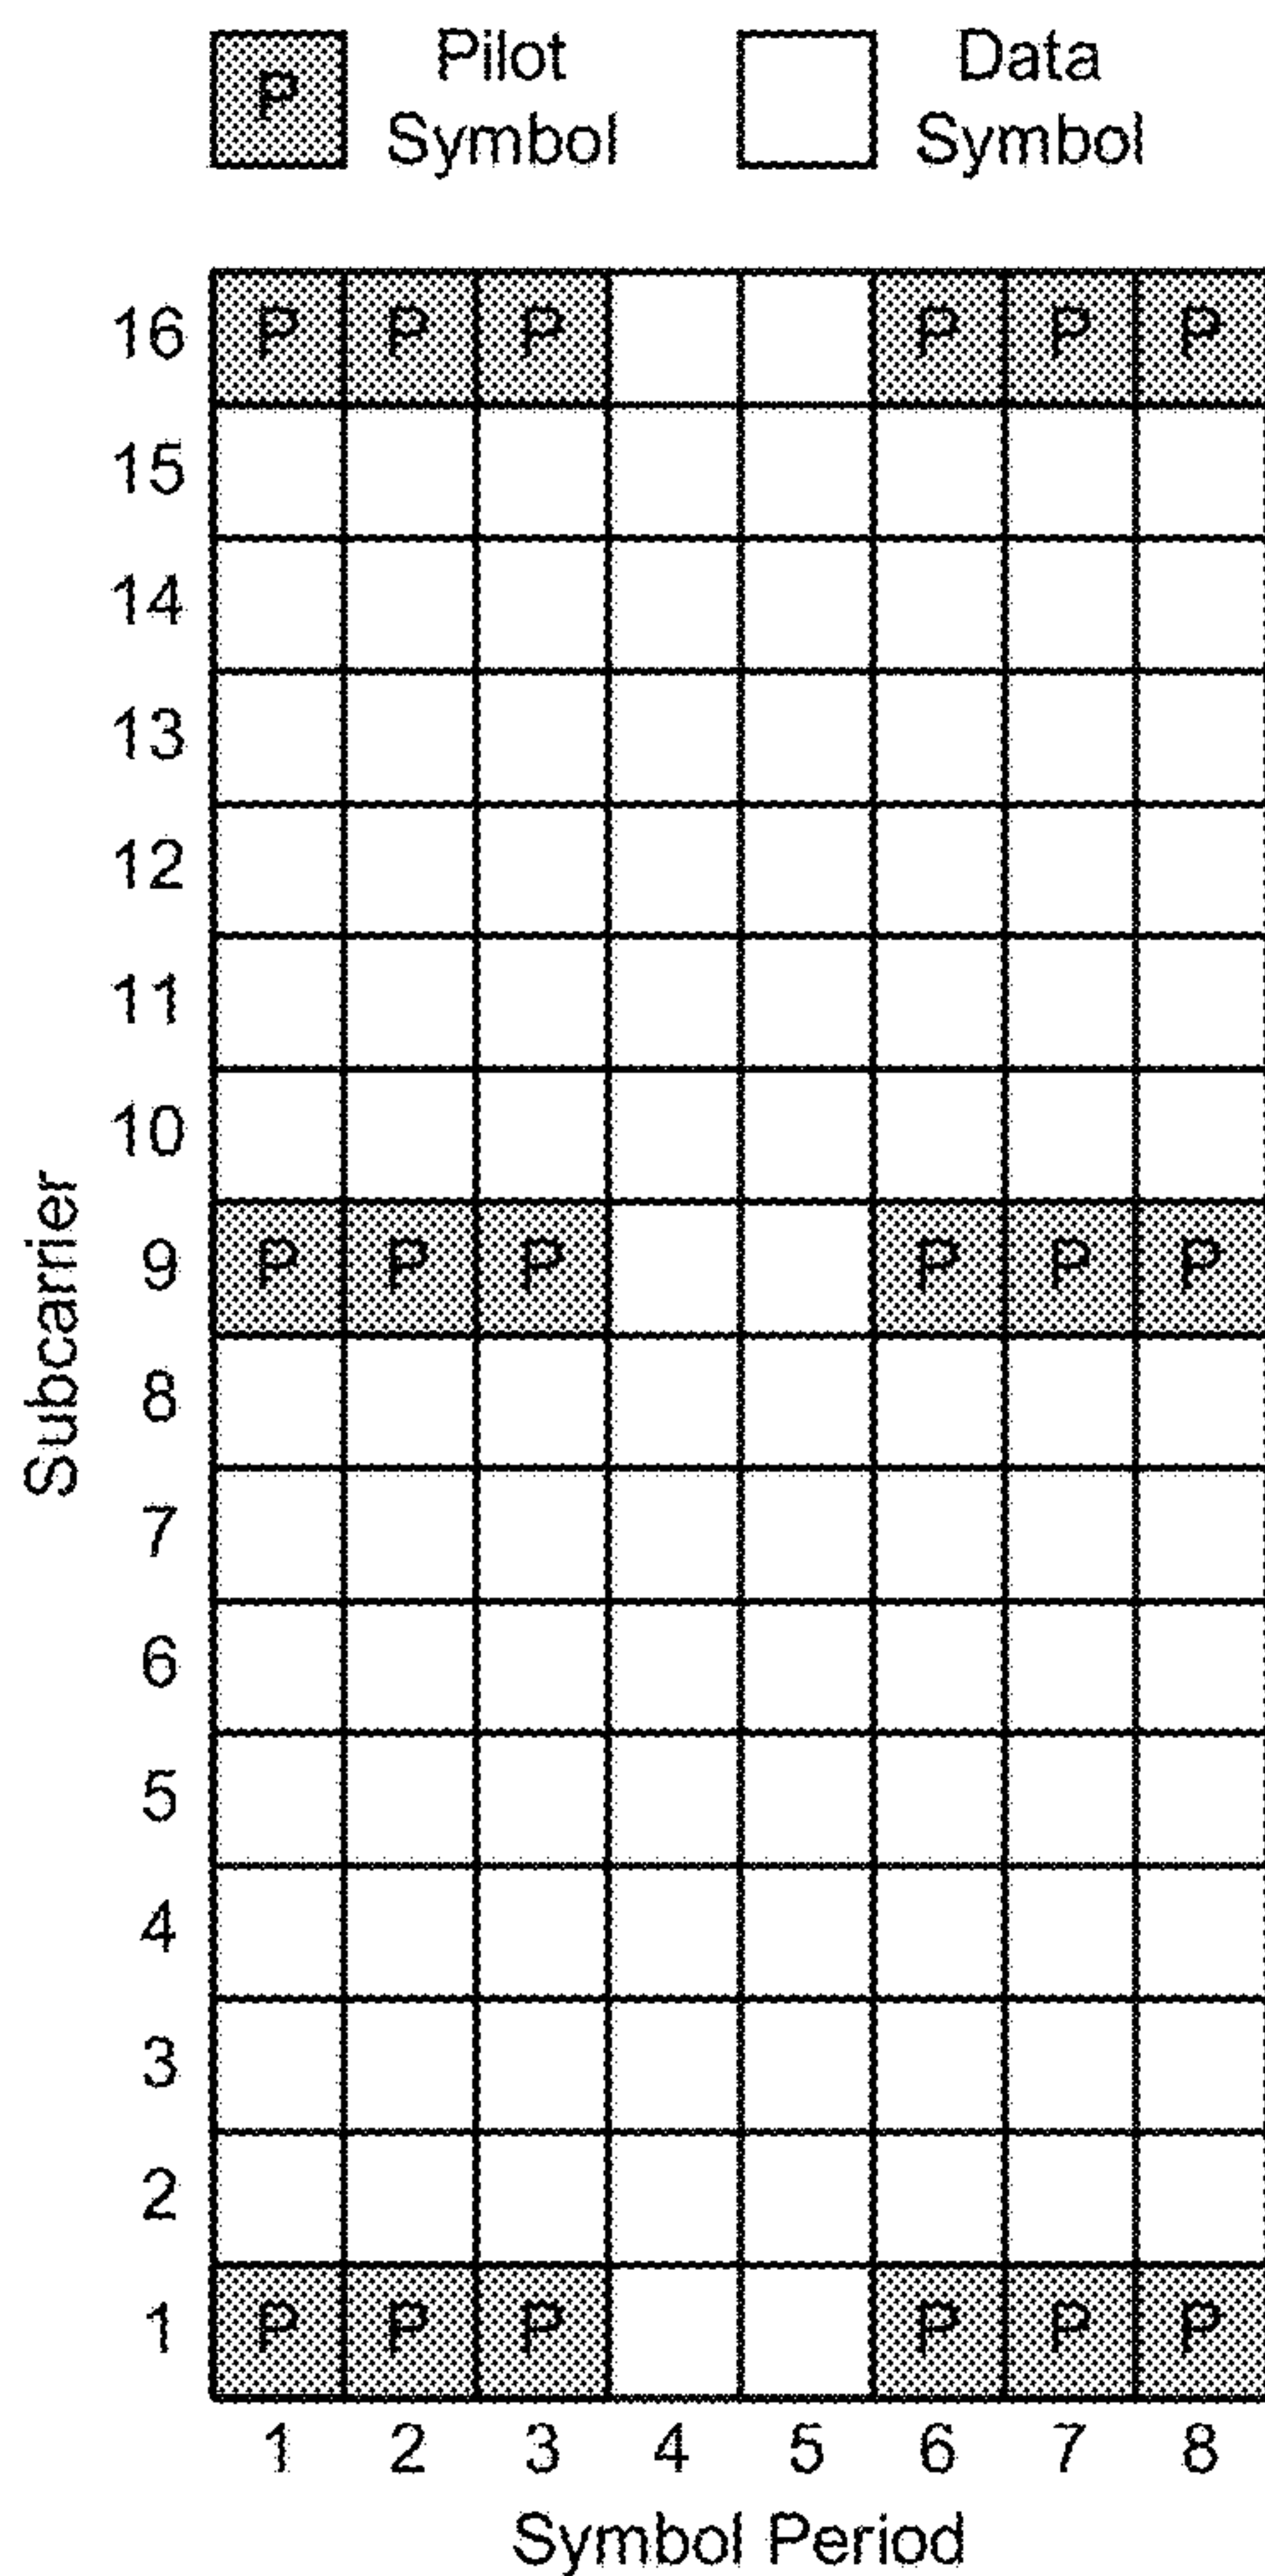 P Pilot Symbol Data Symbol
16 P P P P P P
15
14
13
12
11
10
9 P P P P P P
8
7
6
5
4
3
2
1 P P P P P P
1 2 3 4 5 6 7 8
Symbol Period
Subcarrier